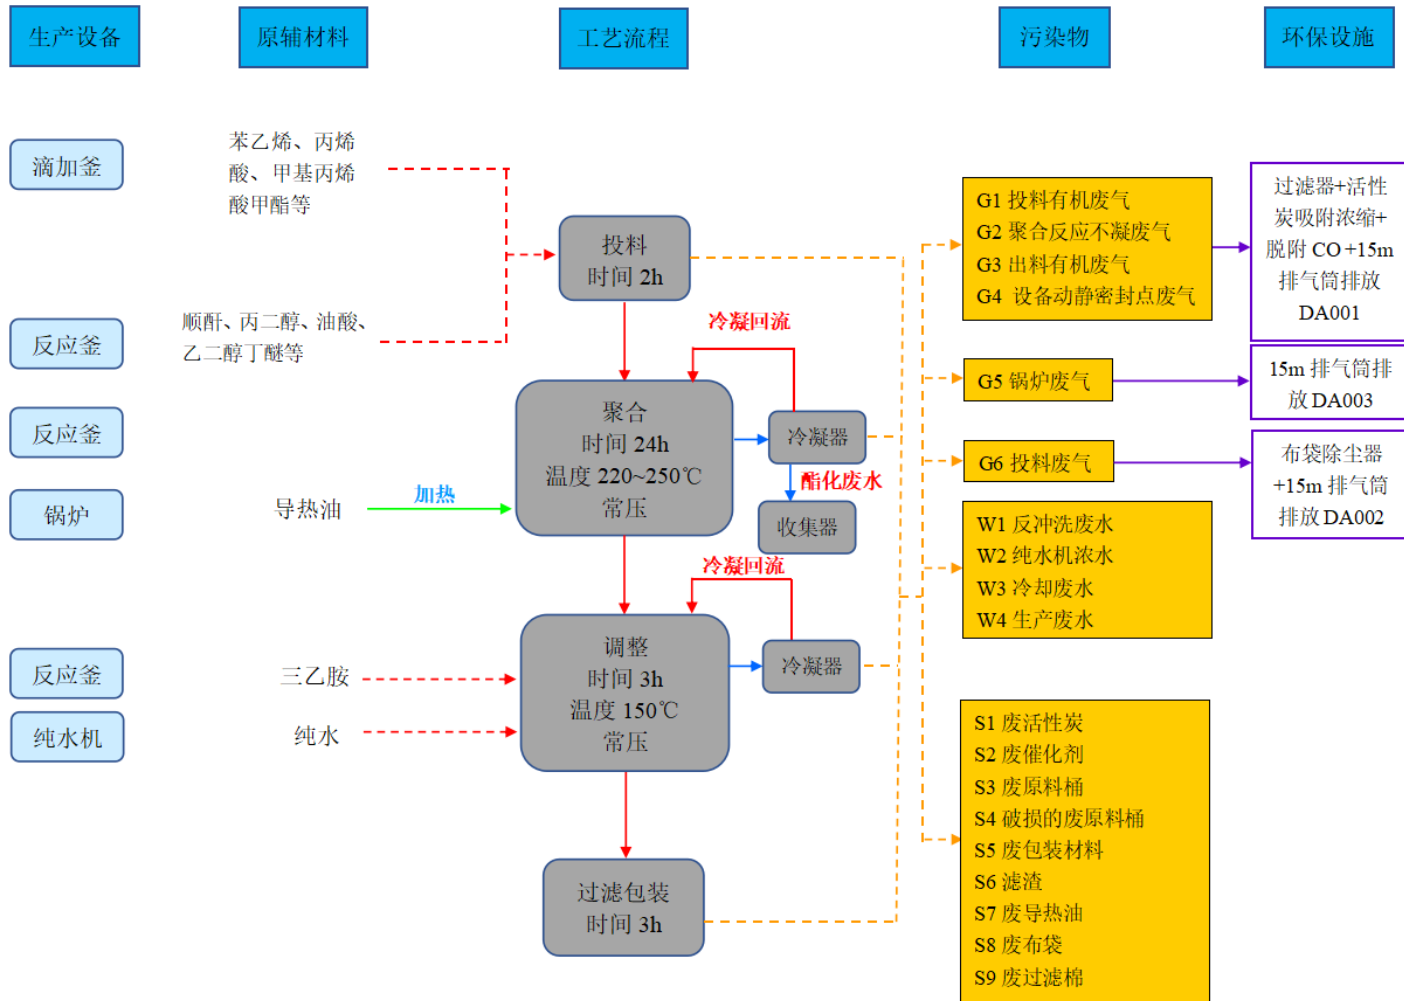 生产设备
原辅材料
工艺流程
污染物
环保设施
滴加釜
反应釜
反应釜
锅炉
反应釜
纯水机
苯乙烯、丙烯
酸、甲基丙烯
酸甲酯等
顺酐、丙二醇、油酸、
乙二醇丁醚等
导热油
加热
三乙胺
纯水
投料
时间 2h
冷凝回流
聚合
时间 24h
温度 220~250℃
常压
冷凝器
酯化废水
收集器
冷凝回流
调整
时间 3h
温度 150℃
常压
冷凝器
过滤包装
时间 3h
G1 投料有机废气
G2 聚合反应不凝废气
G3 出料有机废气
G4 设备动静密封点废气
G5 锅炉废气
G6 投料废气
W1 反冲洗废水
W2 纯水机浓水
W3 冷却废水
W4 生产废水
S1 废活性炭
S2 废催化剂
S3 废原料桶
S4 破损的废原料桶
S5 废包装材料
S6 滤渣
S7 废导热油
S8 废布袋
S9 废过滤棉
过滤器+活性
炭吸附浓缩+
脱附 CO +15m
排气筒排放
DA001
15m 排气筒排
放 DA003
布袋除尘器
+15m 排气筒
排放 DA002